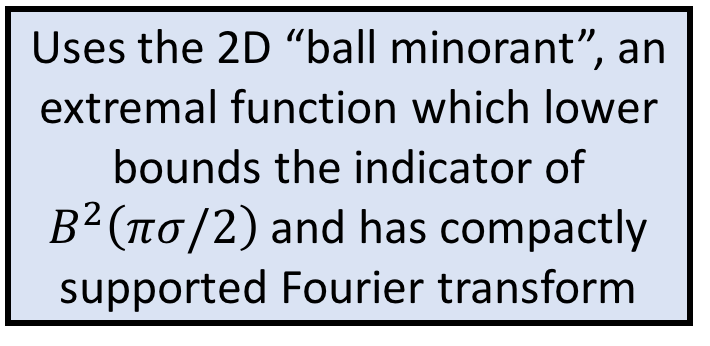 Uses the 2D “ball minorant”, an
extremal function which lower
bounds the indicator of
𝐵²(𝜋𝜎/2) and has compactly
supported Fourier transform